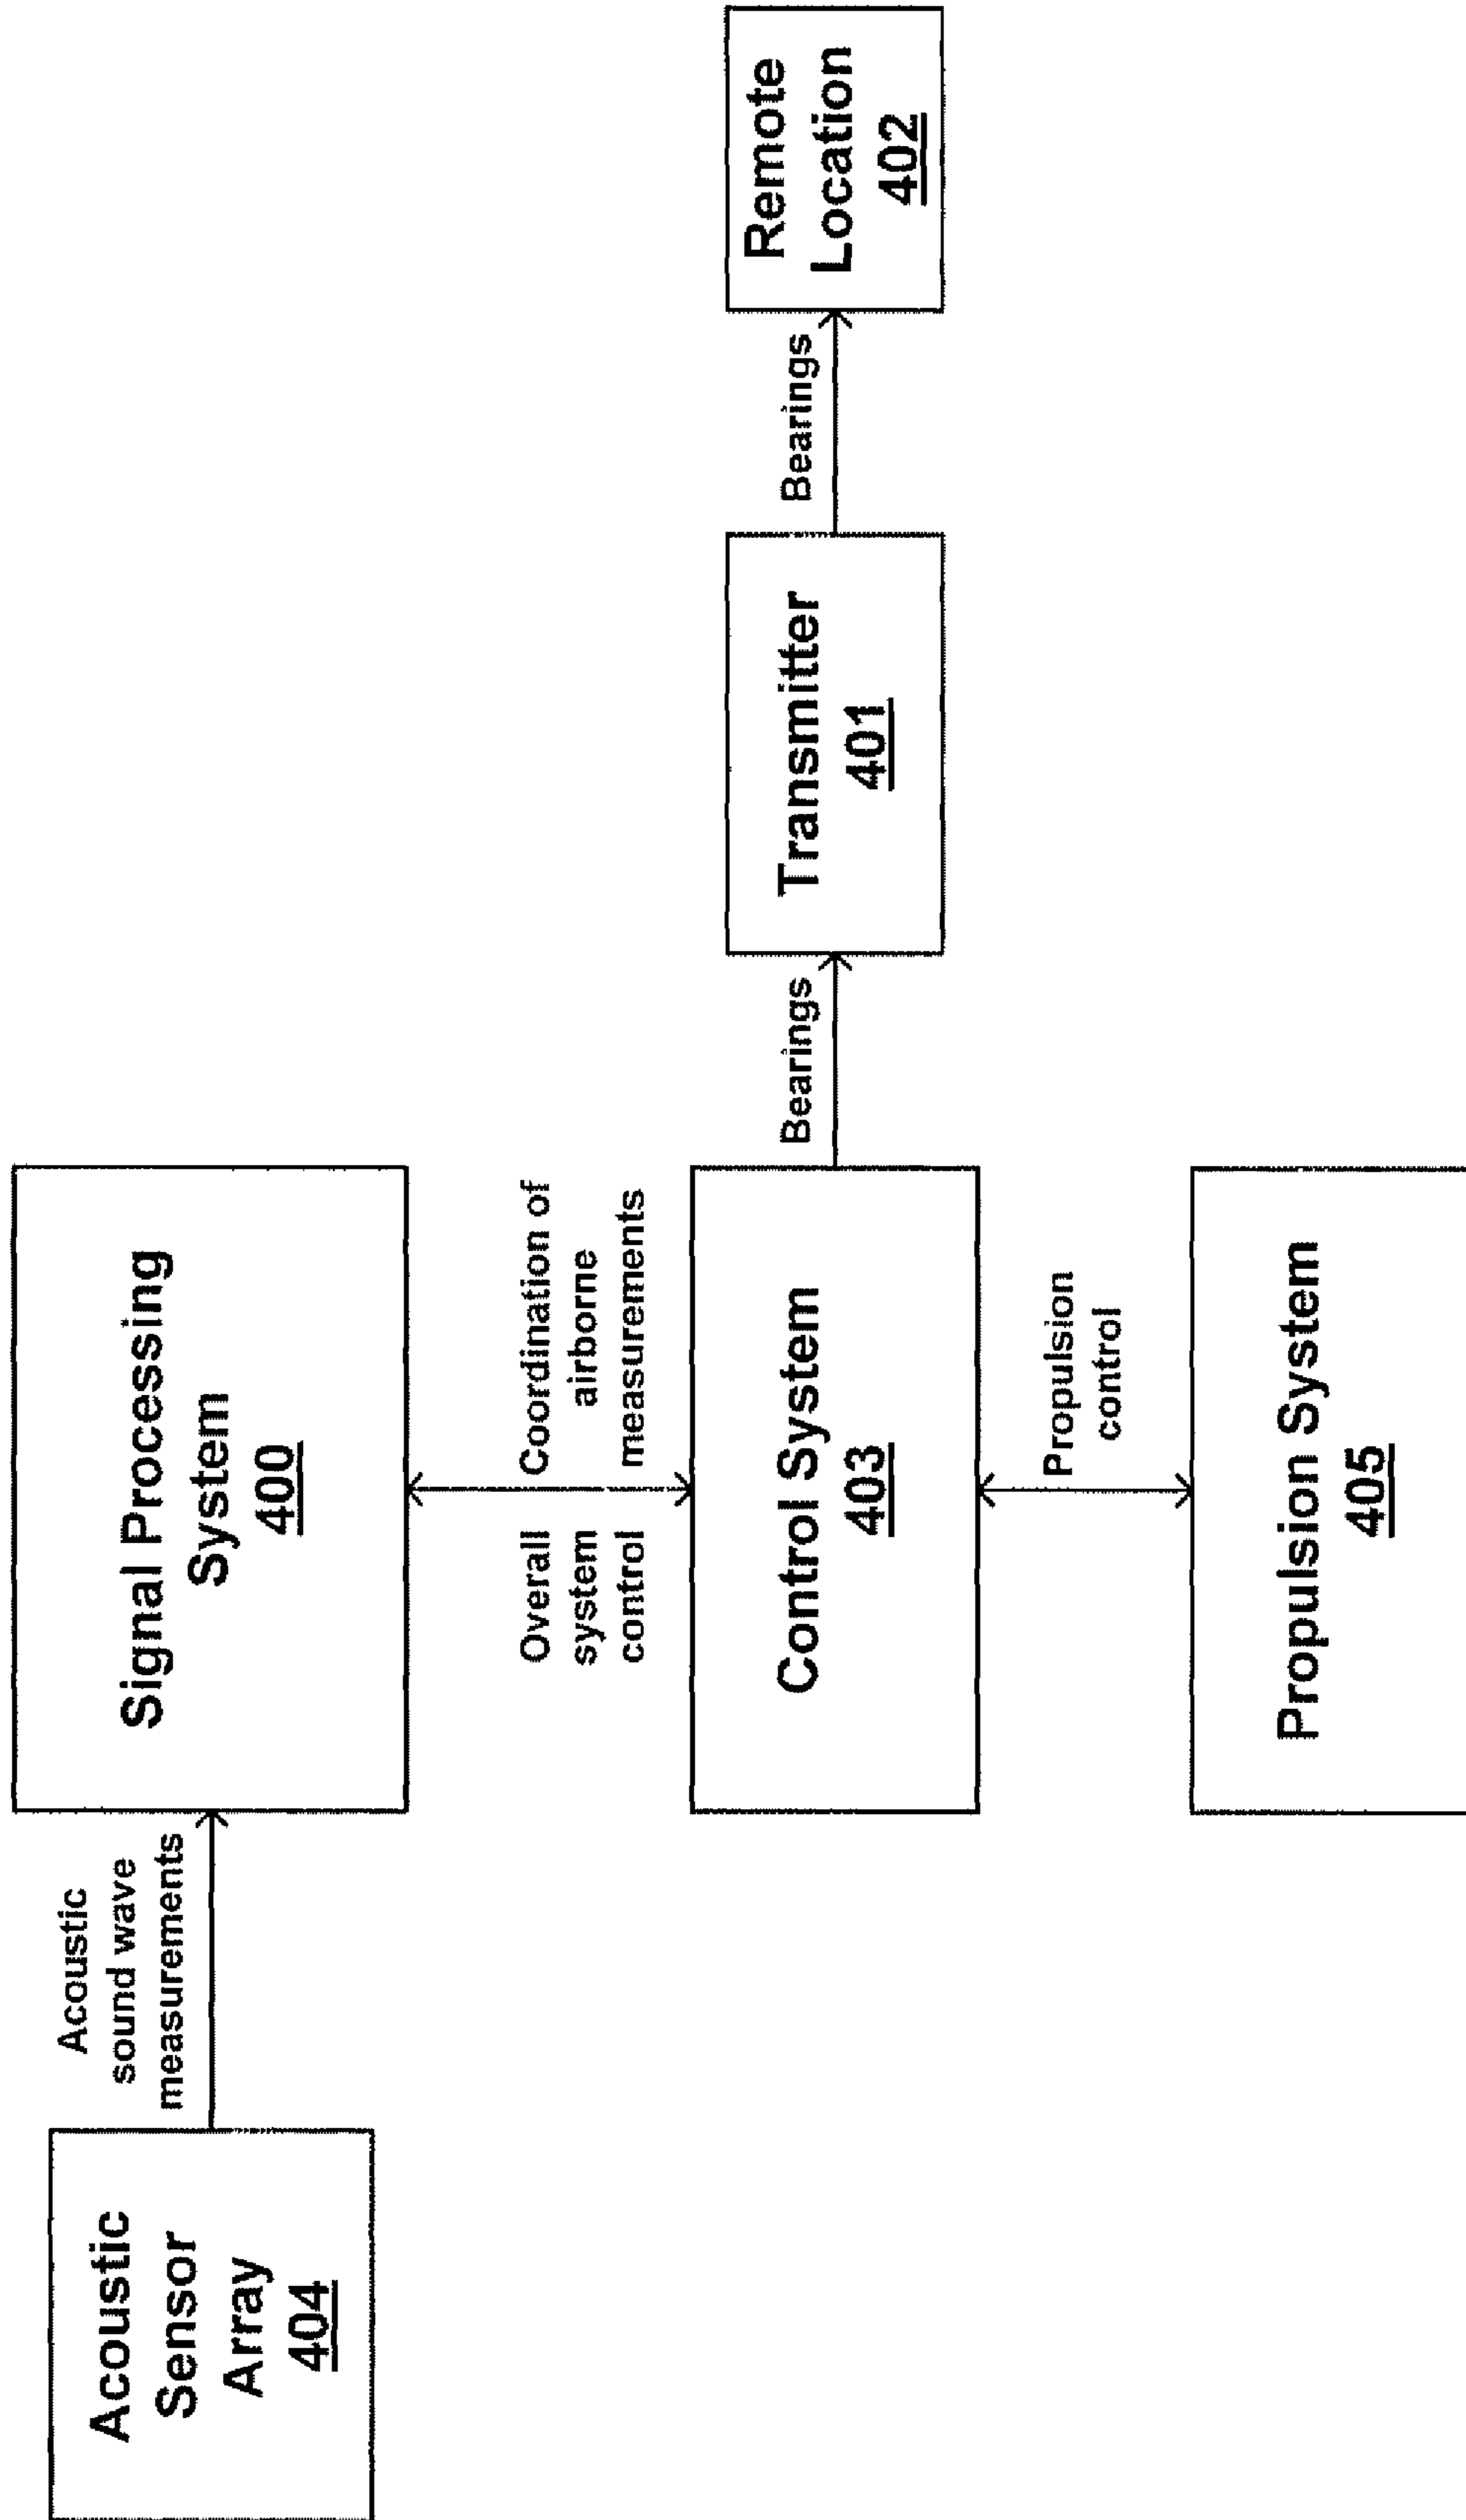 Acoustic
Sensor
Array
404
Acoustic
sound wave
measurements
Signal Processing
System
400
Overall
system
control
Coordination of
airborne
measurements
Control System
403
Bearings
Transmitter
401
Bearings
Remote
Location
402
Propulsion
control
Propulsion System
405